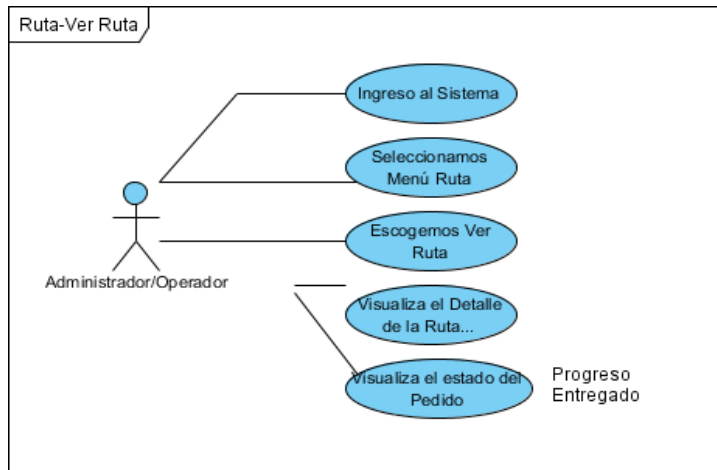 Ruta-Ver Ruta
Ingreso al Sistema
Seleccionamos
Menú Ruta
Escogemos Ver
Ruta
Administrador/Operador
Visualiza el Detalle
de la Ruta...
Visualiza el estado del
Pedido
Progreso
Entregado